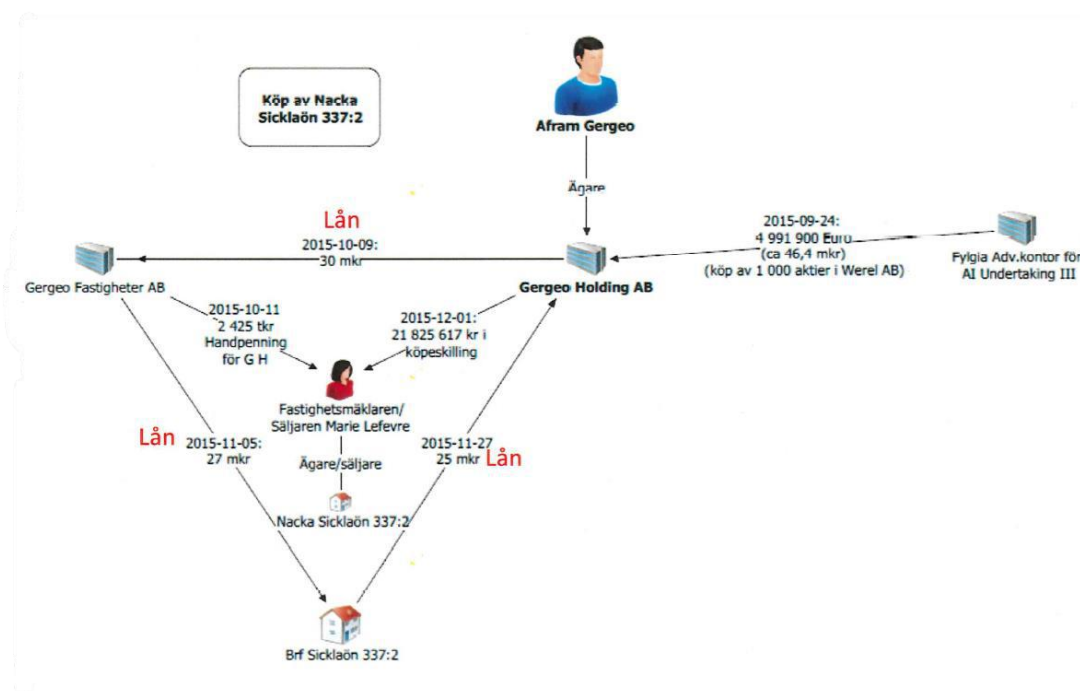 Köp av Nacka
Sicklaön 337:2
Afram Gergeo
Ägare
Lån
2015-10-09:
30 mkr
2015-09-24:
4 991 900 Euro
(ca 46,4 mkr)
(köp av 1 000 aktier i Werel AB)
Fylgia Adv.kontor för
AI Undertaking III
Gergeo Fastigheter AB
Gergeo Holding AB
2015-10-11
2 425 tkr
Handpenning
för G H
2015-12-01:
21 825 617 kr i
köpeskilling
Fastighetsmäklaren/
Säljaren Marie Lefevre
Lån
2015-11-05:
27 mkr
2015-11-27
25 mkr
Lån
Ägare/säljare
Nacka Sicklaön 337:2
Brf Sicklaön 337:2